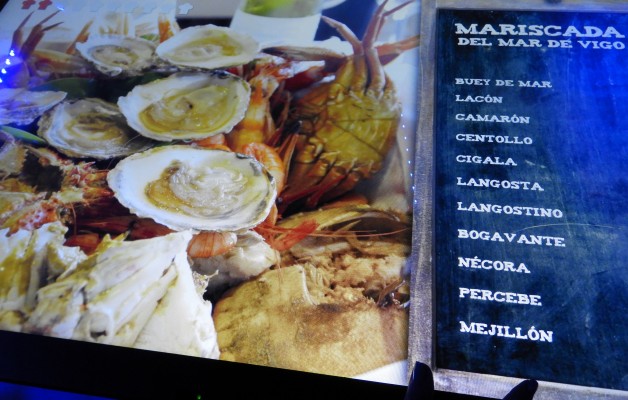 MARISCADA
DEL MAR DE VIGO
BUEY DE MAR
LACÓN
CAMARÓN
CENTOLLO
CIGALA
LANGOSTA
LANGOSTINO
BOGAVANTE
NÉCORA
PERCEBE
MEJILLÓN